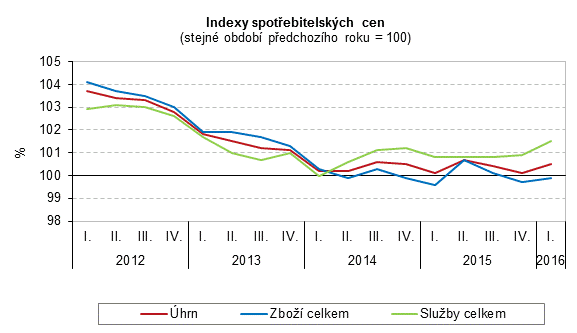 Indexy spotřebitelských cen
(stejné období předchozího roku = 100)
105
104
103
102
101
100
99
98
%
I. II. III. IV. I. II. III. IV. I. II. III. IV. I. II. III. IV. I.
2012 2013 2014 2015 2016
Úhrn Zboží celkem Služby celkem